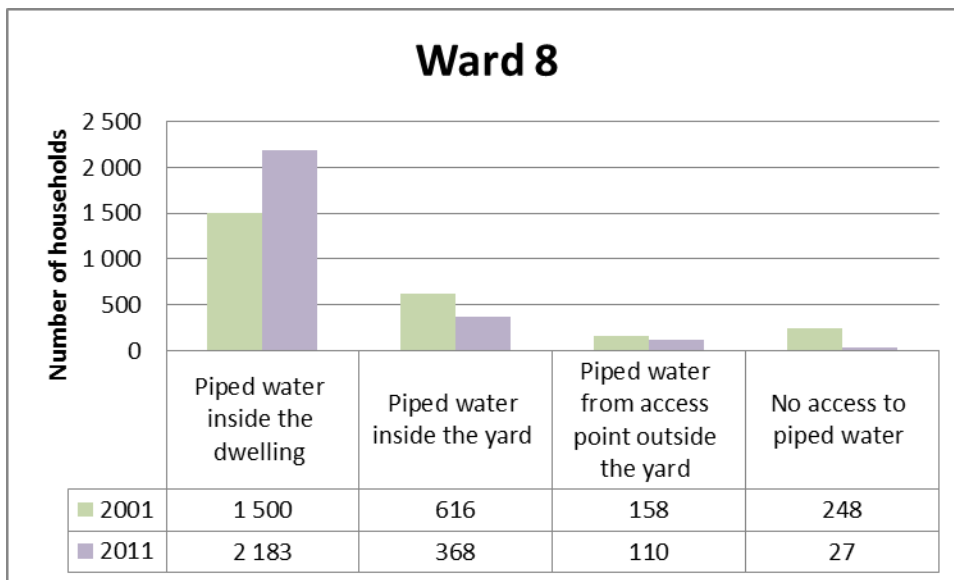 Ward 8
Number of households
2 500
2 000
1 500
1 000
500
0
Piped water
inside the
dwelling
Piped water
inside the yard
Piped water
from access
point outside
the yard
No access to
piped water
2001 1 500 616 158 248
2011 2 183 368 110 27